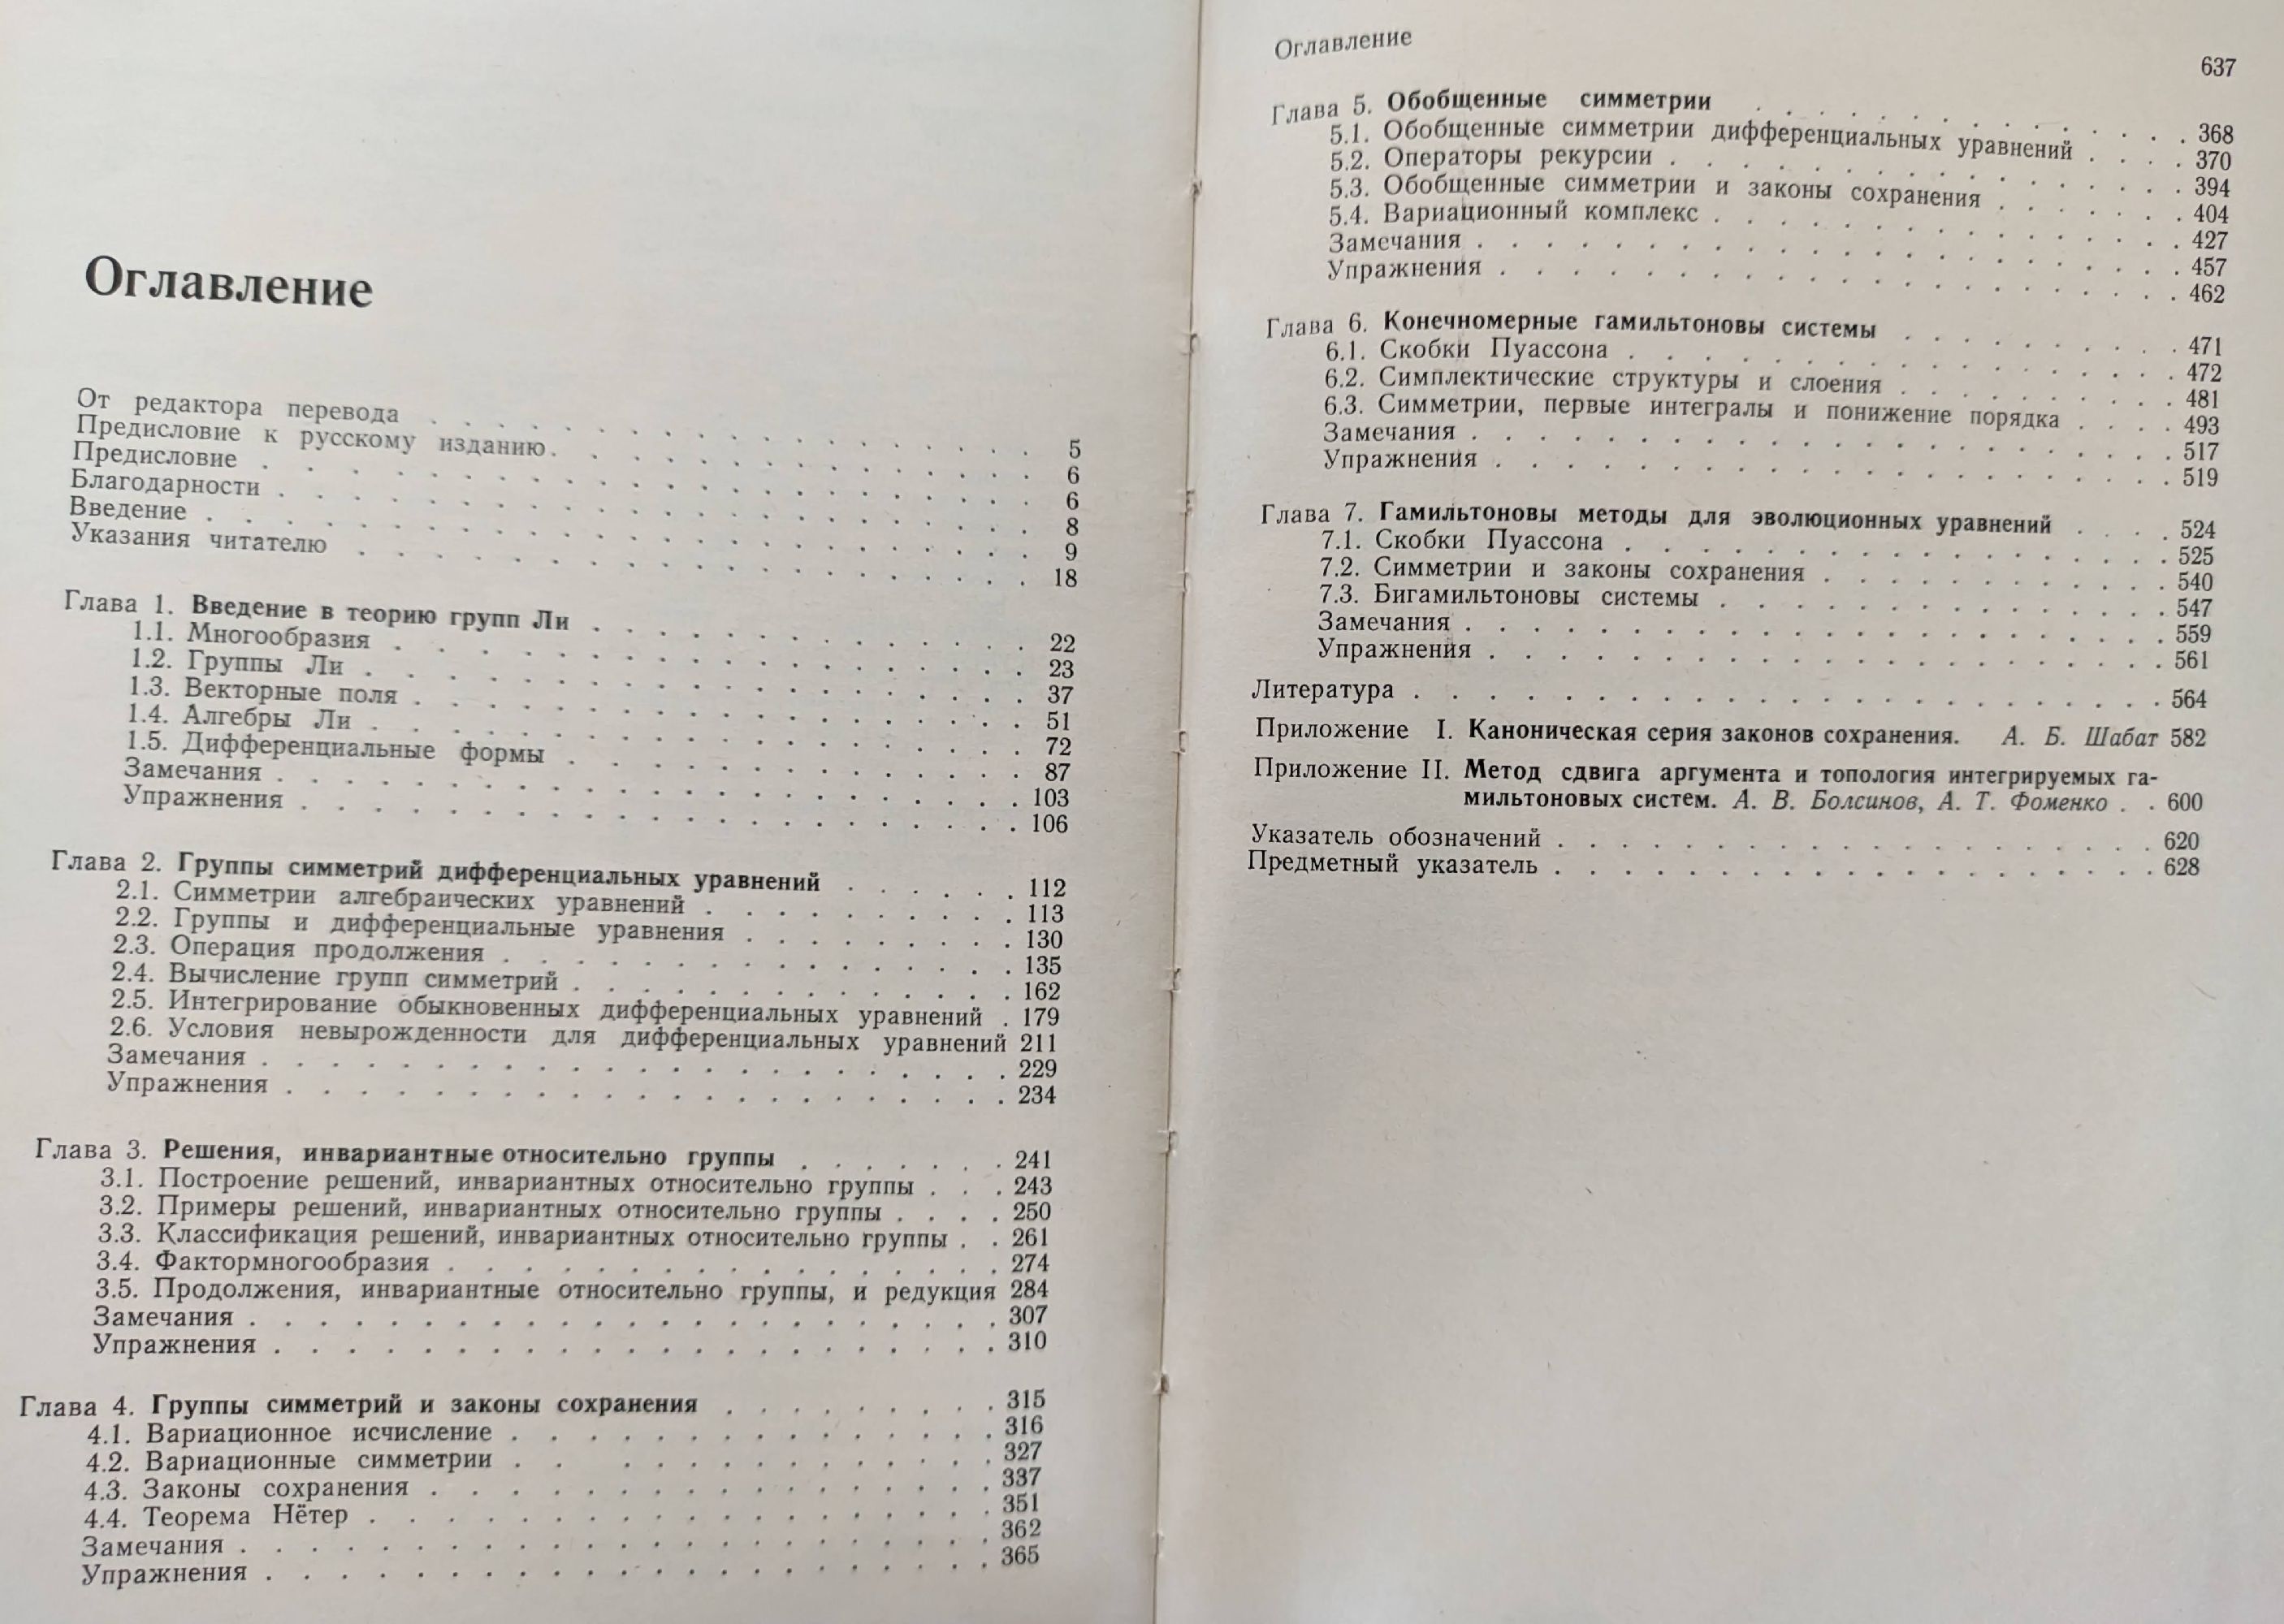 Оглавление
От редактора перевода . . . . . . . . . . 5
Предисловие к русскому изданию . . . . . . . . . . 6
Предисловие . . . . . . . . . . 6
Благодарности . . . . . . . . . . 8
Введение . . . . . . . . . . 9
Указания читателю . . . . . . . . . . 18
Глава 1. Введение в теорию групп Ли . . . . . . . . . . 22
1.1. Многообразия . . . . . . . . . . 23
1.2. Группы Ли . . . . . . . . . . 37
1.3. Векторные поля . . . . . . . . . . 51
1.4. Алгебры Ли . . . . . . . . . . 72
1.5. Дифференциальные формы . . . . . . . . . . 87
Замечания . . . . . . . . . . 103
Упражнения . . . . . . . . . . 106
Глава 2. Группы симметрий дифференциальных уравнений . . . . . . 112
2.1. Симметрии алгебраических уравнений . . . . . . . . . 113
2.2. Группы и дифференциальные уравнения . . . . . . . . 130
2.3. Операция продолжения . . . . . . . . . . 135
2.4. Вычисление групп симметрий . . . . . . . . . . 162
2.5. Интегрирование обыкновенных дифференциальных уравнений . 179
2.6. Условия невырожденности для дифференциальных уравнений 211
Замечания . . . . . . . . . . 229
Упражнения . . . . . . . . . . 234
Глава 3. Решения, инвариантные относительно группы . . . . . . . 241
3.1. Построение решений, инвариантных относительно группы . . . 243
3.2. Примеры решений, инвариантных относительно группы . . . . 250
3.3. Классификация решений, инвариантных относительно группы . . 261
3.4. Фактормногообразия . . . . . . . . . . 274
3.5. Продолжения, инвариантные относительно группы, и редукция 284
Замечания . . . . . . . . . . 307
Упражнения . . . . . . . . . . 310
Глава 4. Группы симметрий и законы сохранения . . . . . . . . . 315
4.1. Вариационное исчисление . . . . . . . . . . 316
4.2. Вариационные симметрии . . . . . . . . . . 327
4.3. Законы сохранения . . . . . . . . . . 337
4.4. Теорема Нётер . . . . . . . . . . 351
Замечания . . . . . . . . . . 362
Упражнения . . . . . . . . . . 365
Оглавление 637
Глава 5. Обобщенные симметрии . . . . . . . . . . 368
5.1. Обобщенные симметрии дифференциальных уравнений . . . . 370
5.2. Операторы рекурсии . . . . . . . . . . 394
5.3. Обобщенные симметрии и законы сохранения . . . . . . 404
5.4. Вариационный комплекс . . . . . . . . . . 427
Замечания . . . . . . . . . . 457
Упражнения . . . . . . . . . . 462
Глава 6. Конечномерные гамильтоновы системы . . . . . . . . 471
6.1. Скобки Пуассона . . . . . . . . . . 472
6.2. Симплектические структуры и слоения . . . . . . . . 481
6.3. Симметрии, первые интегралы и понижение порядка . . . . 493
Замечания . . . . . . . . . . 517
Упражнения . . . . . . . . . . 519
Глава 7. Гамильтоновы методы для эволюционных уравнений . . . . 524
7.1. Скобки Пуассона . . . . . . . . . . 525
7.2. Симметрии и законы сохранения . . . . . . . . . . 540
7.3. Бигамильтоновы системы . . . . . . . . . . 547
Замечания . . . . . . . . . . 559
Упражнения . . . . . . . . . . 561
Литература . . . . . . . . . . 564
Приложение I. Каноническая серия законов сохранения. А. Б. Шабат 582
Приложение II. Метод сдвига аргумента и топология интегрируемых га-
мильтоновых систем. А. В. Болсинов, А. Т. Фоменко . . 600
Указатель обозначений . . . . . . . . . . 620
Предметный указатель . . . . . . . . . . 628